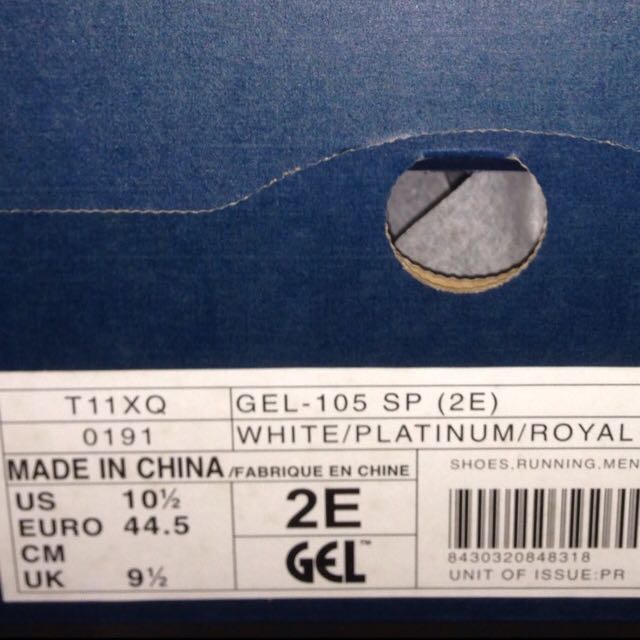 T11XQ GEL-105 SP (2E)
0191 WHITE/PLATINUM/ROYAL
MADE IN CHINA /FABRIQUE EN CHINE
SHOES,RUNNING,MEN
US 10½
EURO 44.5
CM
UK 9½
2E
GEL™
8430320848318
UNIT OF ISSUE:PR